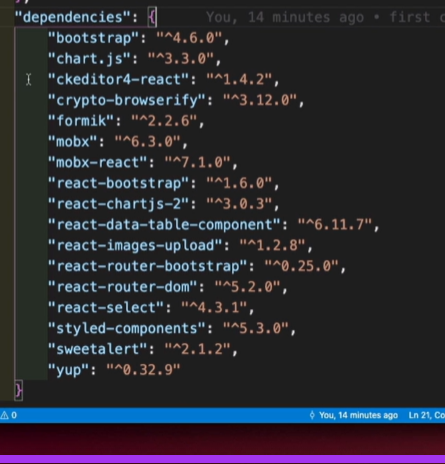 },
"dependencies": { You, 14 minutes ago • first c
"bootstrap": "^4.6.0",
"chart.js": "^3.3.0",
"ckeditor4-react": "^1.4.2",
"crypto-browserify": "^3.12.0",
"formik": "^2.2.6",
"mobx": "^6.3.0",
"mobx-react": "^7.1.0",
"react-bootstrap": "^1.6.0",
"react-chartjs-2": "^3.0.3",
"react-data-table-component": "^6.11.7",
"react-images-upload": "^1.2.8",
"react-router-bootstrap": "^0.25.0",
"react-router-dom": "^5.2.0",
"react-select": "^4.3.1",
"styled-components": "^5.3.0",
"sweetalert": "^2.1.2",
"yup": "^0.32.9"
}
0 You, 14 minutes ago Ln 21, Co